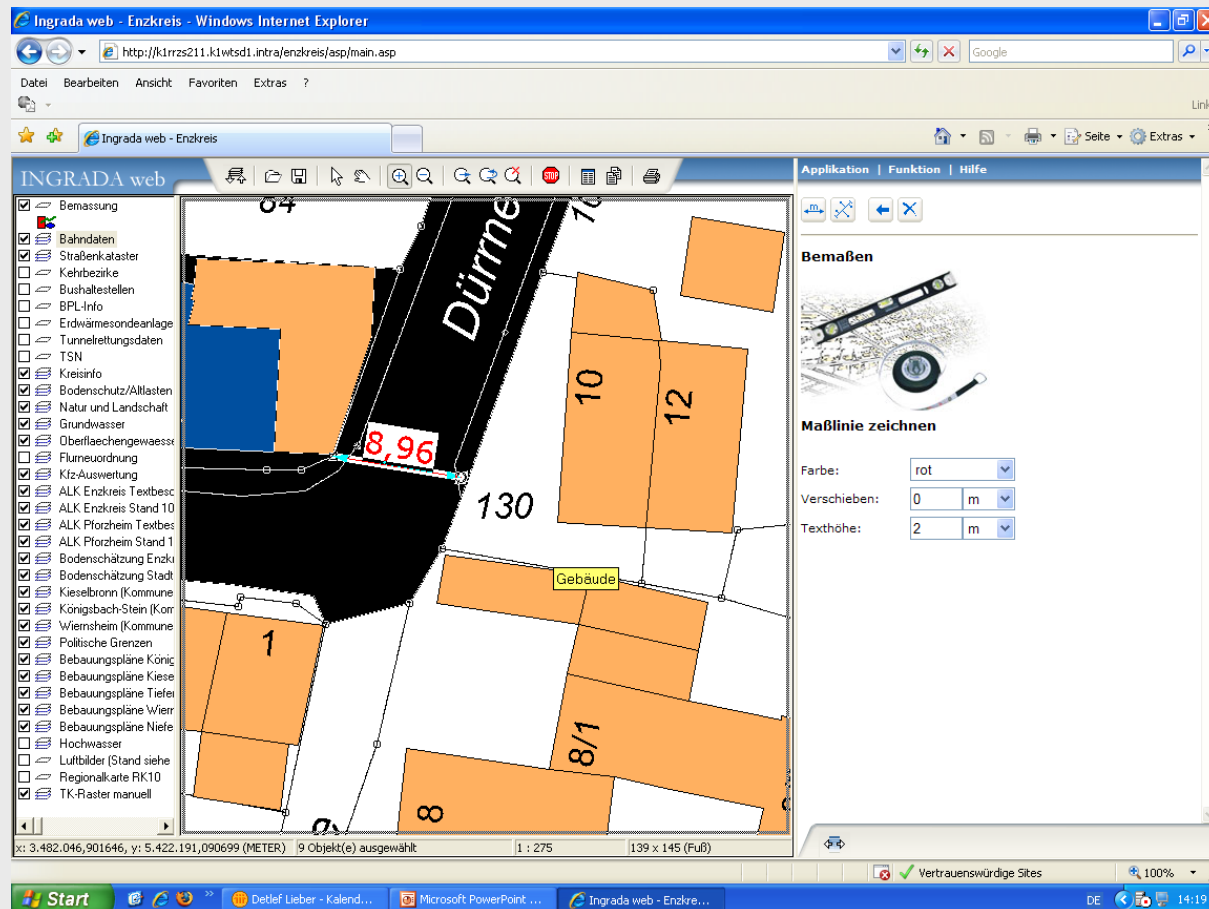 Ingrada web - Enzkreis - Windows Internet Explorer
http://k1rrzs211.k1wtsd1.intra/enzkreis/asp/main.asp
Google
Datei Bearbeiten Ansicht Favoriten Extras ?
Link
Ingrada web - Enzkreis
Seite Extras
INGRADA web
STOP
Applikation | Funktion | Hilfe
Bemassung
Bahndaten
Straßenkataster
Kehrbezirke
Bushaltestellen
BPL-Info
Erdwärmesondeanlage
Tunnelrettungsdaten
TSN
Kreisinfo
Bodenschutz/Altlasten
Natur und Landschaft
Grundwasser
Oberflaechengewaesse
Flurneuordnung
Kfz-Auswertung
ALK Enzkreis Textbesc
ALK Enzkreis Stand 10
ALK Pforzheim Textbes
ALK Pforzheim Stand 1
Bodenschätzung Enzkr
Bodenschätzung Stadt
Kieselbronn (Kommune
Königsbach-Stein (Kom
Wiernsheim (Kommune
Politische Grenzen
Bebauungspläne König
Bebauungspläne Kiese
Bebauungspläne Tiefer
Bebauungspläne Wierr
Bebauungspläne Niefe
Hochwasser
Luftbilder (Stand siehe
Regionalkarte RK10
TK-Raster manuell
64
Dürrne
10
12
8,96
130
Gebäude
1
8/1
8
m
Bemaßen
Maßlinie zeichnen
Farbe: rot
Verschieben: 0 m
Texthöhe: 2 m
x: 3.482.046,901646, y: 5.422.191,090699 (METER) 9 Objekt(e) ausgewählt 1 : 275 139 x 145 (Fuß)
Vertrauenswürdige Sites 100%
Start Detlef Lieber - Kalend... Microsoft PowerPoint ... Ingrada web - Enzkre... DE 14:19